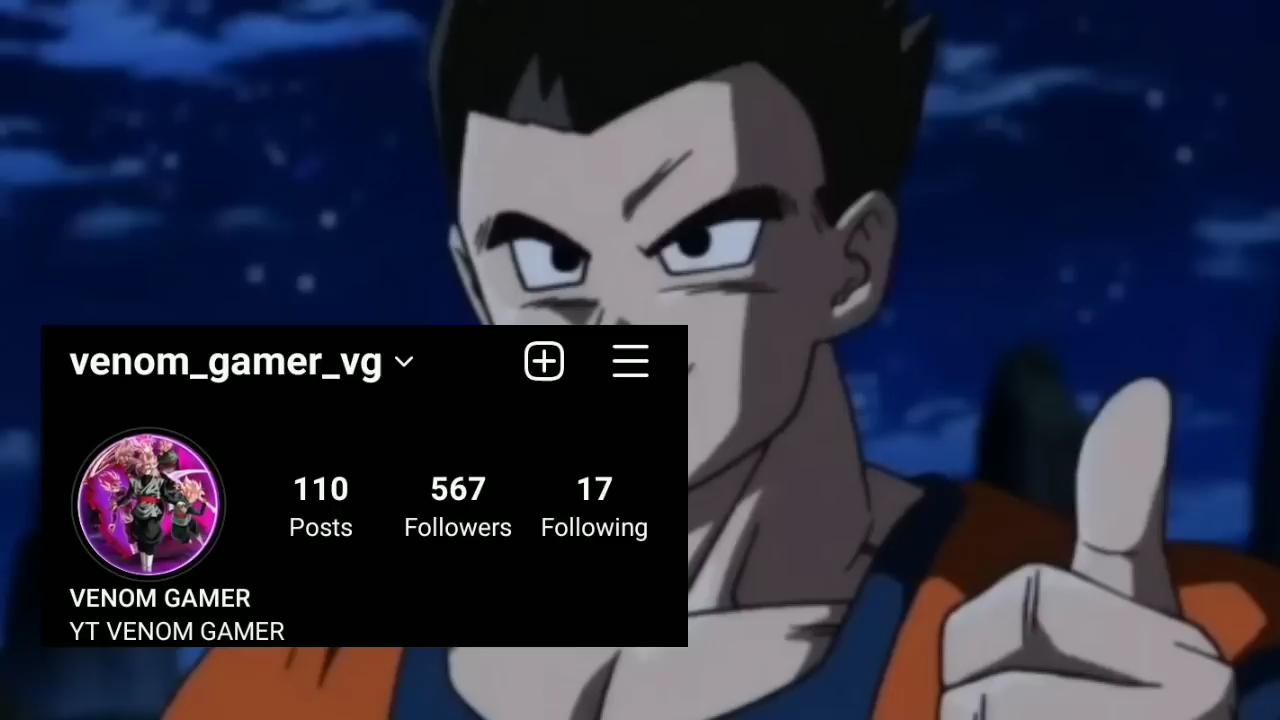 venom_gamer_vg
110 567 17
Posts Followers Following
VENOM GAMER
YT VENOM GAMER